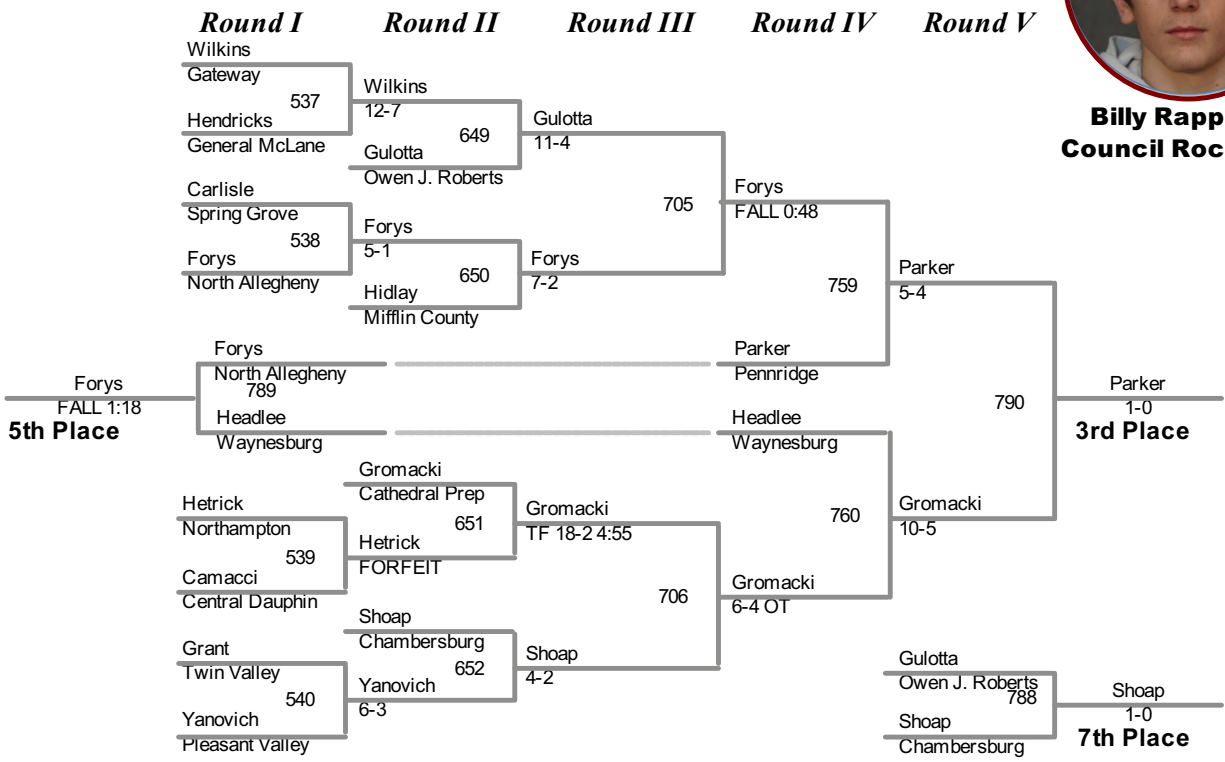 Round I Round II Round III Round IV Round V
Billy Rapp
Council Roc
Wilkins
Gateway
537
Hendricks
General McLane
Carlisle
Spring Grove
538
Forys
North Allegheny
Wilkins
12-7
649
Gulotta
Owen J. Roberts
Forys
5-1
650
Hidlay
Mifflin County
Gulotta
11-4
705
Forys
7-2
Forys
FALL 0:48
759
Parker
Pennridge
Parker
5-4
Forys
North Allegheny
789
Headlee
Waynesburg
Forys
FALL 1:18
5th Place
Headlee
Waynesburg
790
Parker
1-0
3rd Place
Gromacki
Cathedral Prep
651
Hetrick
FORFEIT
Hetrick
Northampton
539
Camacci
Central Dauphin
Gromacki
TF 18-2 4:55
760
Gromacki
10-5
706
Gromacki
6-4 OT
Shoap
Chambersburg
652
Yanovich
6-3
Grant
Twin Valley
540
Yanovich
Pleasant Valley
Shoap
4-2
Gulotta
Owen J. Roberts
788
Shoap
Chambersburg
Shoap
1-0
7th Place